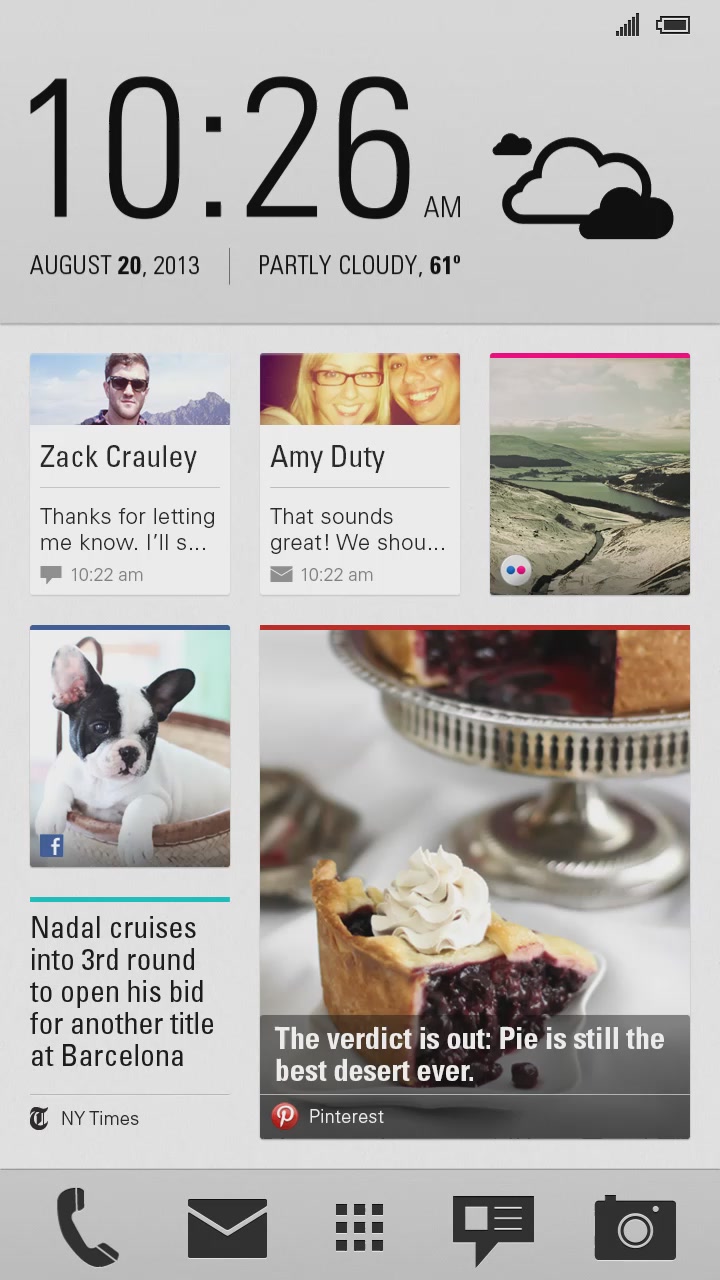 10:26 AM
AUGUST 20, 2013
PARTLY CLOUDY, 61º
Zack Crauley
Thanks for letting
me know. I'll s...
10:22 am
Amy Duty
That sounds
great! We shou...
10:22 am
f
Nadal cruises
into 3rd round
to open his bid
for another title
at Barcelona
NY Times
The verdict is out: Pie is still the
best desert ever.
Pinterest